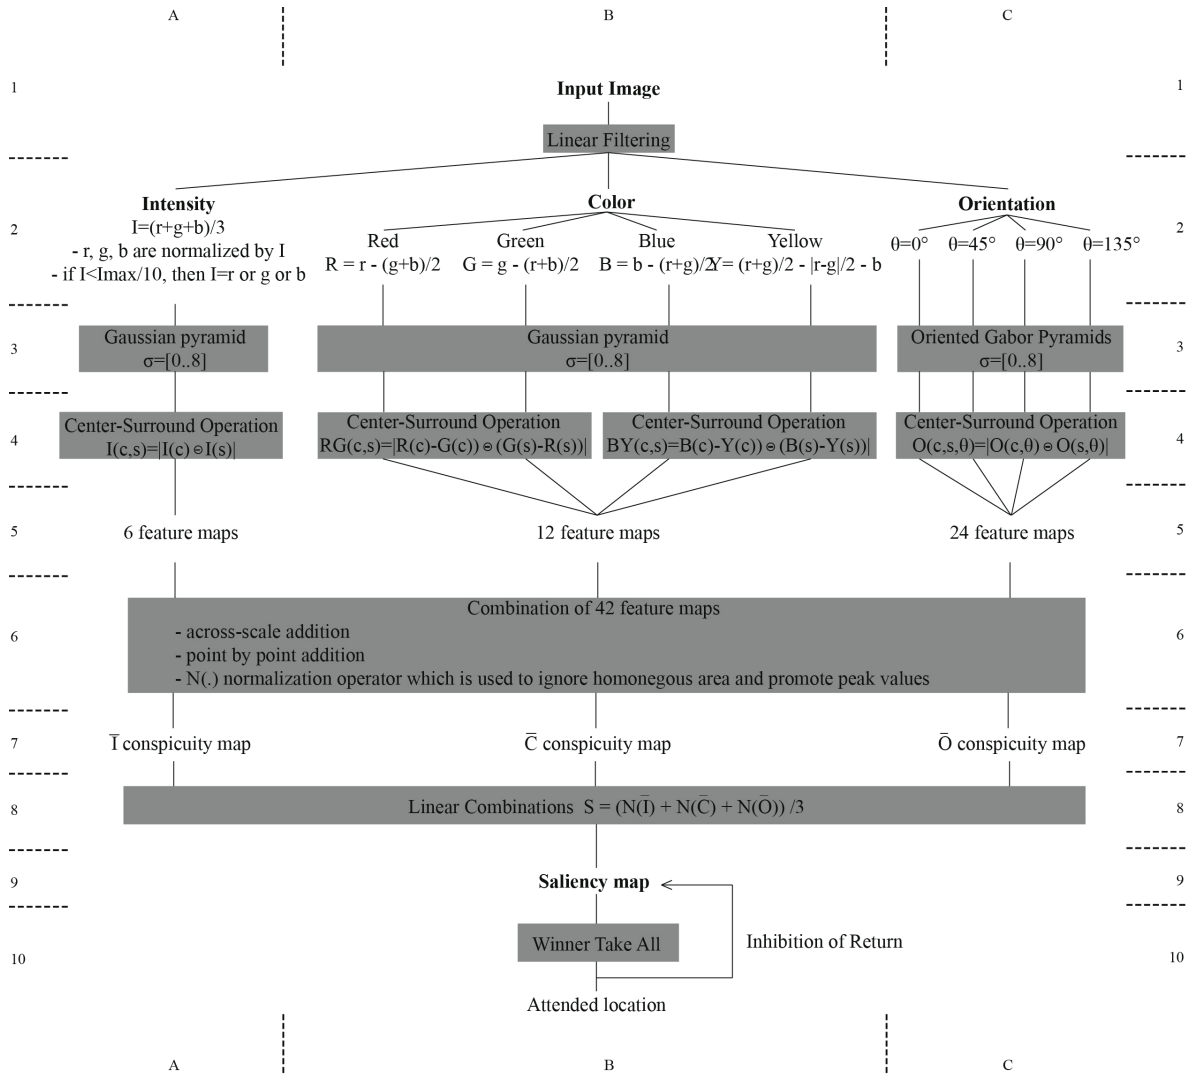 A B C
1 Input Image 1
Linear Filtering
Intensity Color Orientation
I=(r+g+b)/3
2 2
- r, g, b are normalized by I
- if I<Imax/10, then I=r or g or b
Red Green Blue Yellow
R = r - (g+b)/2 G = g - (r+b)/2 B = b - (r+g)/2 Y= (r+g)/2 - |r-g|/2 - b
θ=0° θ=45° θ=90° θ=135°
Gaussian pyramid Gaussian pyramid Oriented Gabor Pyramids
3 3
σ=[0..8] σ=[0..8] σ=[0..8]
Center-Surround Operation Center-Surround Operation Center-Surround Operation Center-Surround Operation
4 4
I(c,s)=|I(c)⊖I(s)| RG(c,s)=|R(c)-G(c))⊖(G(s)-R(s))| BY(c,s)=B(c)-Y(c))⊖(B(s)-Y(s))| O(c,s,θ)=|O(c,θ)⊖O(s,θ)|
5 6 feature maps 12 feature maps 24 feature maps 5
Combination of 42 feature maps
6 - across-scale addition 6
- point by point addition
- N(.) normalization operator which is used to ignore homonegous area and promote peak values
7 Ī conspicuity map C̄ conspicuity map Ō conspicuity map 7
8 Linear Combinations S = (N(Ī) + N(C̄) + N(Ō)) /3 8
9 Saliency map 9
Winner Take All Inhibition of Return
10 10
Attended location
A B C